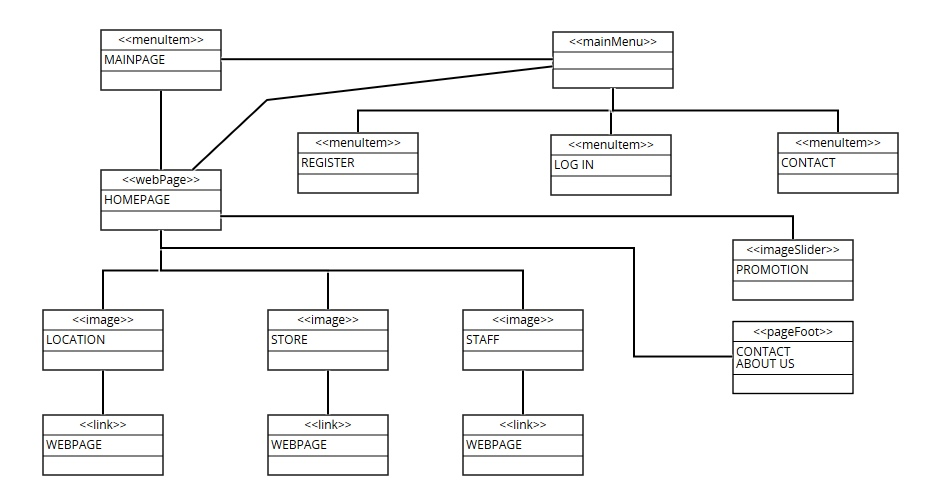 <<menuItem>>
MAINPAGE
<<mainMenu>>
<<menuItem>>
REGISTER
<<menuItem>>
LOG IN
<<menuItem>>
CONTACT
<<webPage>>
HOMEPAGE
<<imageSlider>>
PROMOTION
<<image>>
LOCATION
<<image>>
STORE
<<image>>
STAFF
<<pageFoot>>
CONTACT
ABOUT US
<<link>>
WEBPAGE
<<link>>
WEBPAGE
<<link>>
WEBPAGE